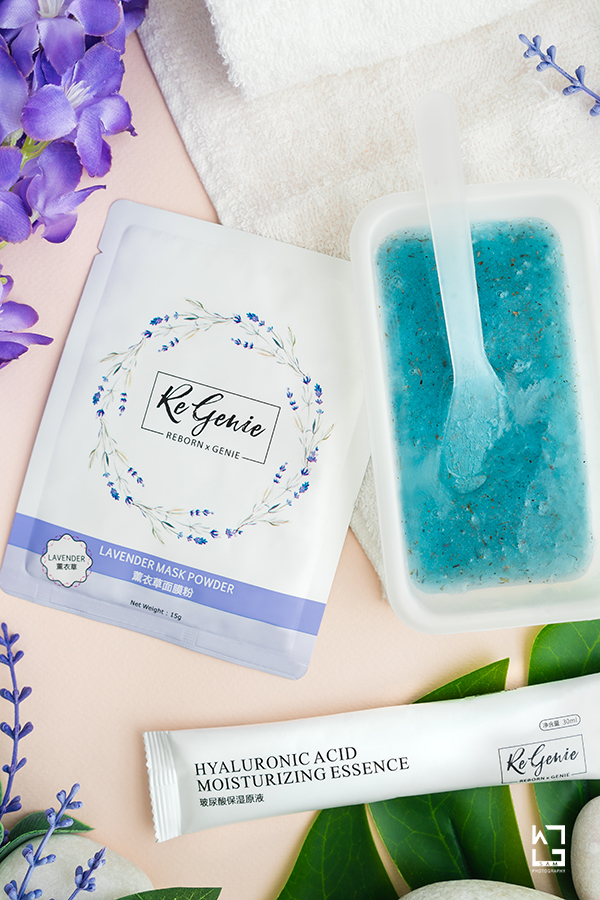 Re Genie
REBORN x GENIE
LAVENDER
薰衣草
LAVENDER MASK POWDER
薰衣草面膜粉
Net Weight : 15g
净含量 30ml
HYALURONIC ACID
MOISTURIZING ESSENCE
玻尿酸保湿原液
Re Genie
REBORN x GENIE
SAM
PHOTOGRAPHY